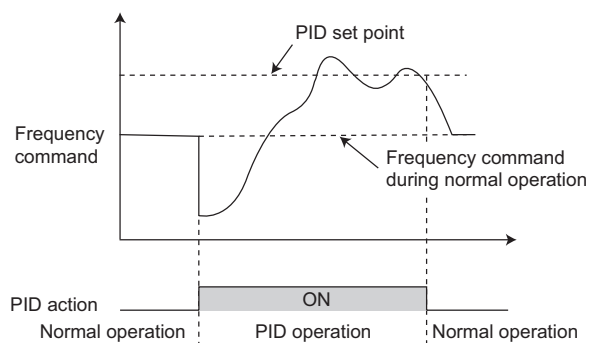 PID set point
Frequency
command
Frequency command
during normal operation
PID action
ON
Normal operation
PID operation
Normal operation